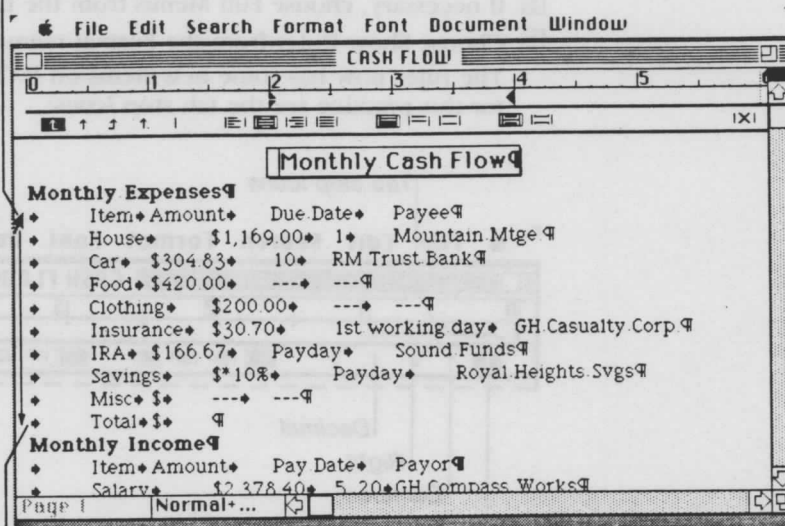 File Edit Search Format Font Document Window
CASH FLOW
0 1 2 3 4 5
Monthly Cash Flow¶
Monthly Expenses¶
Item Amount Due Date Payee¶
House $1,169.00 1 Mountain Mtge.¶
Car $304.83 10 RM Trust Bank¶
Food $420.00 --- ---¶
Clothing $200.00 --- --¶
Insurance $30.70 1st working day GH Casualty Corp.¶
IRA $166.67 Payday Sound Funds¶
Savings $*10% Payday Royal Heights Svgs¶
Misc $ --- ---¶
Total $ ¶
Monthly Income¶
Item Amount Pay Date Payor¶
Salary $2,378.40 5, 20 GH Compass Works¶
Page 1 Normal+...